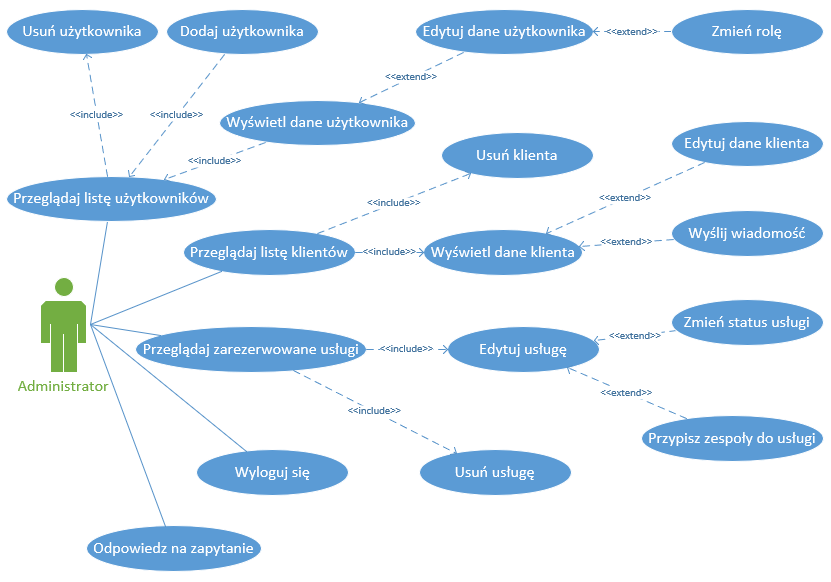 Usuń użytkownika
Dodaj użytkownika
Edytuj dane użytkownika
<<extend>>
Zmień rolę
<<extend>>
<<include>>
<<include>>
Wyświetl dane użytkownika
Usuń klienta
Edytuj dane klienta
<<include>>
Przeglądaj listę użytkowników
<<include>>
<<extend>>
Wyślij wiadomość
<<extend>>
Przeglądaj listę klientów
<<include>>
Wyświetl dane klienta
Zmień status usługi
<<extend>>
Przeglądaj zarezerwowane usługi
<<include>>
Edytuj usługę
Administrator
<<extend>>
<<include>>
Przypisz zespoły do usługi
Wyloguj się
Usuń usługę
Odpowiedz na zapytanie